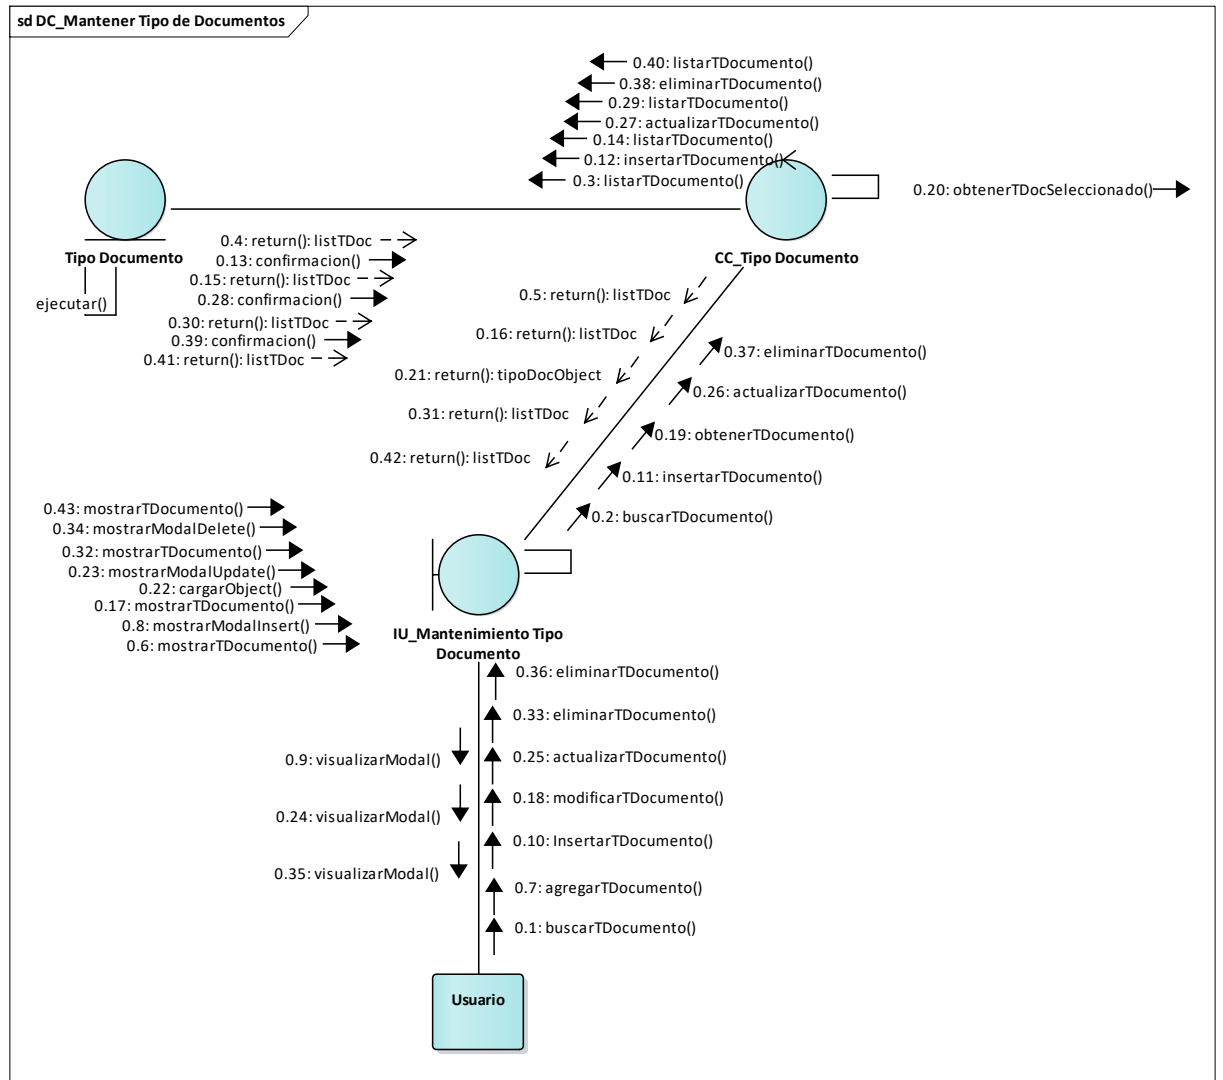 sd DC_Mantener Tipo de Documentos
0.40: listarTDocumento()
0.38: eliminarTDocumento()
0.29: listarTDocumento()
0.27: actualizarTDocumento()
0.14: listarTDocumento()
0.12: insertarTDocumento()
0.3: listarTDocumento()
0.20: obtenerTDocSeleccionado()
Tipo Documento
CC_Tipo Documento
ejecutar()
0.4: return(): listTDoc
0.13: confirmacion()
0.15: return(): listTDoc
0.28: confirmacion()
0.30: return(): listTDoc
0.39: confirmacion()
0.41: return(): listTDoc
0.5: return(): listTDoc
0.16: return(): listTDoc
0.21: return(): tipoDocObject
0.31: return(): listTDoc
0.42: return(): listTDoc
0.37: eliminarTDocumento()
0.26: actualizarTDocumento()
0.19: obtenerTDocumento()
0.11: insertarTDocumento()
0.2: buscarTDocumento()
0.43: mostrarTDocumento()
0.34: mostrarModalDelete()
0.32: mostrarTDocumento()
0.23: mostrarModalUpdate()
0.22: cargarObject()
0.17: mostrarTDocumento()
0.8: mostrarModalInsert()
0.6: mostrarTDocumento()
IU_Mantenimiento Tipo
Documento
0.36: eliminarTDocumento()
0.33: eliminarTDocumento()
0.25: actualizarTDocumento()
0.18: modificarTDocumento()
0.10: InsertarTDocumento()
0.7: agregarTDocumento()
0.1: buscarTDocumento()
0.9: visualizarModal()
0.24: visualizarModal()
0.35: visualizarModal()
Usuario